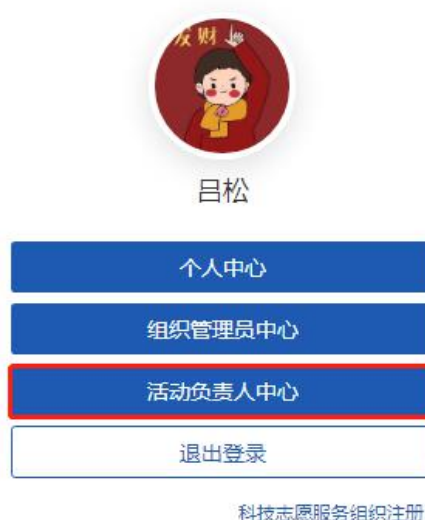 发财
吕松
个人中心
组织管理员中心
活动负责人中心
退出登录
科技志愿服务组织注册